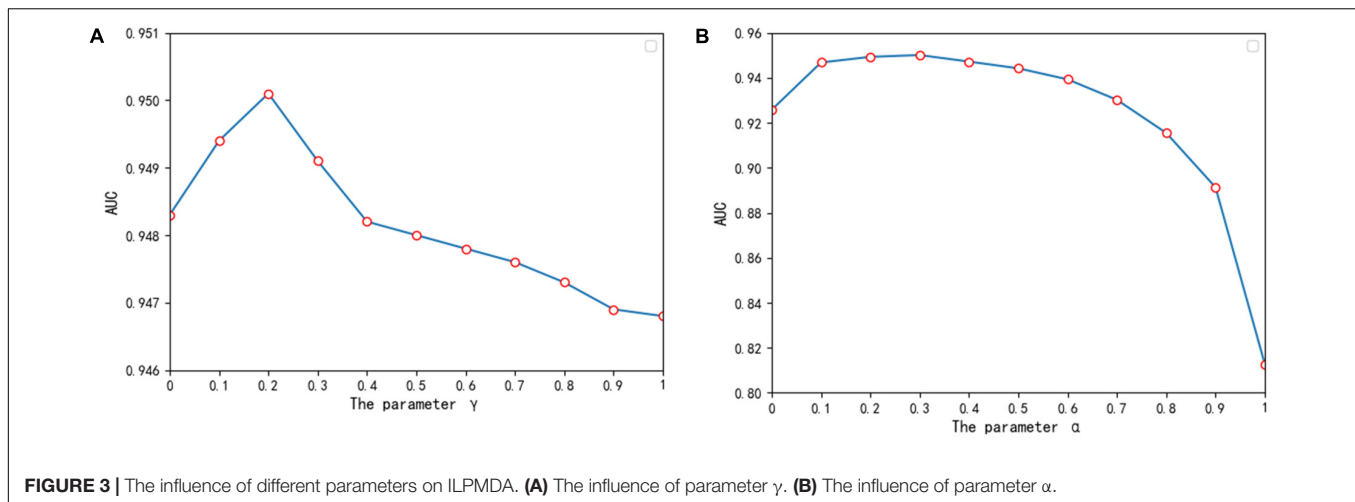 A
0.951
0.950
0.949
0.948
0.947
0.946
AUC
0 0.1 0.2 0.3 0.4 0.5 0.6 0.7 0.8 0.9 1
The parameter γ
B
0.96
0.94
0.92
0.90
0.88
0.86
0.84
0.82
0.80
AUC
0 0.1 0.2 0.3 0.4 0.5 0.6 0.7 0.8 0.9 1
The parameter α
FIGURE 3 | The influence of different parameters on ILPMDA. (A) The influence of parameter γ. (B) The influence of parameter α.